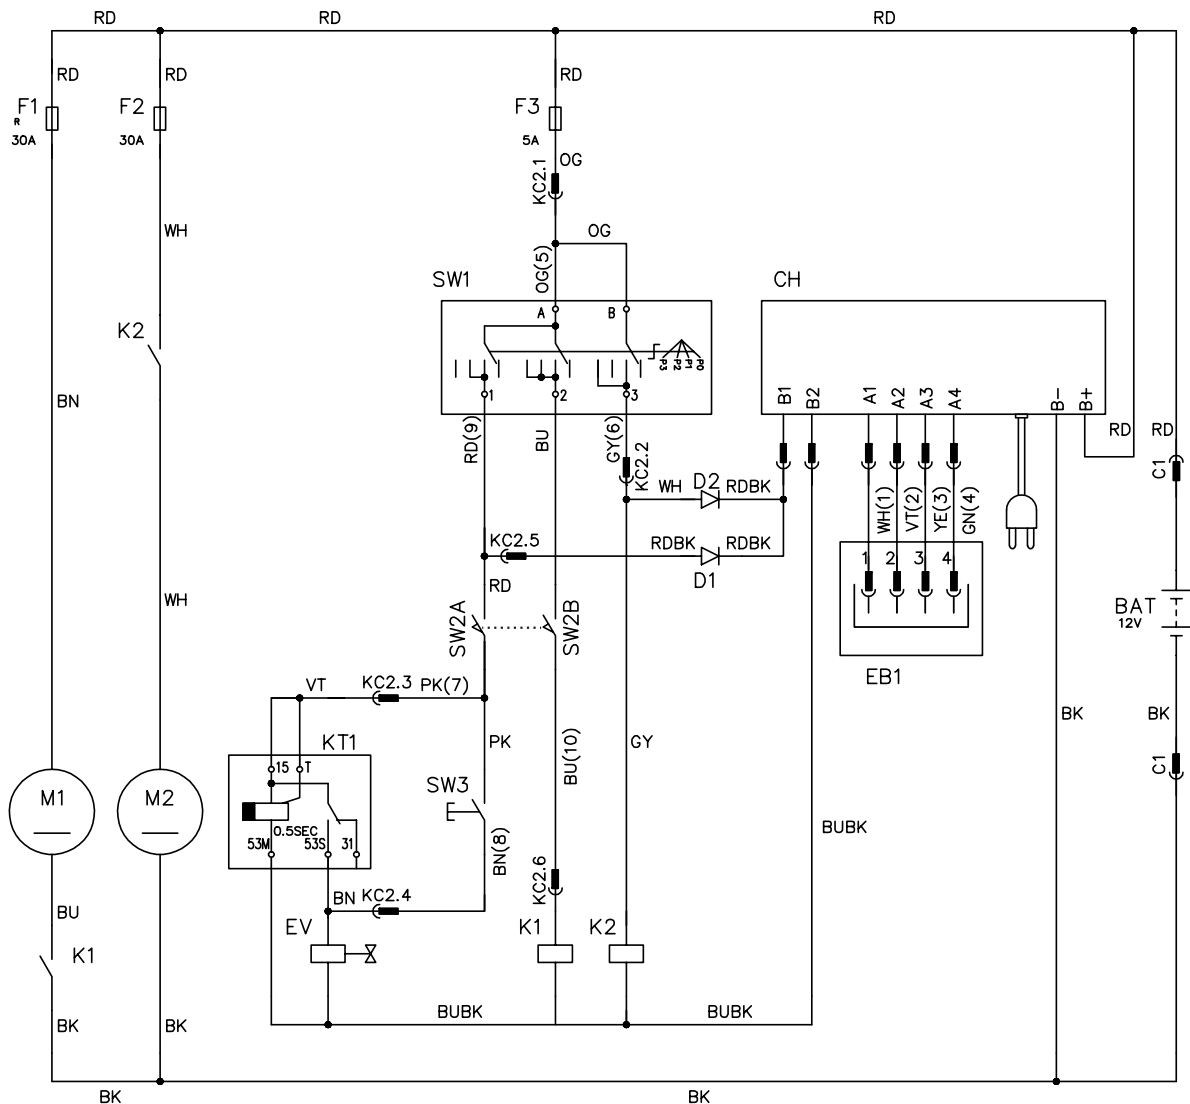 RD RD RD
RD RD RD
F1 F2 F3
R
30A 30A 5A
OG
KC2.1
WH OG
OG(5)
SW1 CH
A B
K2
P3 P2 P1 P0
1 2 3
B1 B2 A1 A2 A3 A4 B- B+
BN
RD(9) BU GY(6) RD RD
KC2.2 C1
WH D2 RDBK
WH(1) VT(2) YE(3) GN(4)
KC2.5 RDBK RDBK
D1
1 2 3 4
RD
WH
SW2A SW2B
BAT
12V
EB1
VT KC2.3 PK(7)
BK BK
KT1 PK BU(10) GY
15 T
C1
M1 M2 SW3
0.5SEC
53M 53S 31
BUBK
BN(8)
KC2.6
BN KC2.4
BU
EV K1 K2
K1
BUBK BUBK
BK BK
BK BK